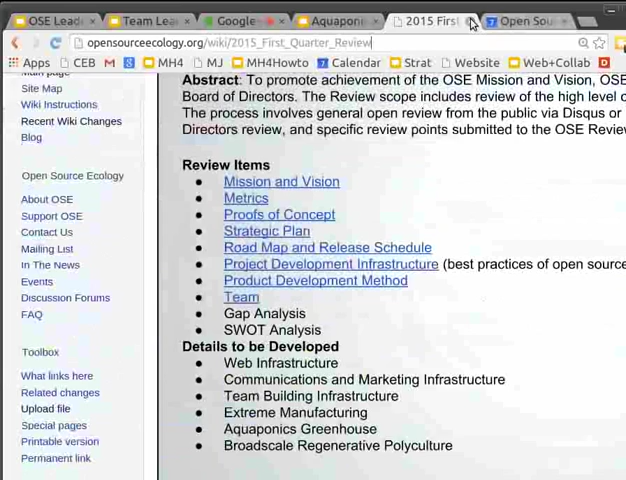 OSE Lead
Team Lea
Google
Aquaponi
2015 First
Open Sou
opensourceecology.org/wiki/2015_First_Quarter_Review
Apps CEB M MH4 MJ MH4Howto 7 Calendar Strat Website Web+Collab
Main page
Site Map
Wiki Instructions
Recent Wiki Changes
Blog
Open Source Ecology
About OSE
Support OSE
Contact Us
Mailing List
In The News
Events
Discussion Forums
FAQ
Toolbox
What links here
Related changes
Upload file
Special pages
Printable version
Permanent link
Abstract: To promote achievement of the OSE Mission and Vision, OSE
Board of Directors. The Review scope includes review of the high level
The process involves general open review from the public via Disqus or
Directors review, and specific review points submitted to the OSE Revie
Review Items
Mission and Vision
Metrics
Proofs of Concept
Strategic Plan
Road Map and Release Schedule
Project Development Infrastructure (best practices of open source
Product Development Method
Team
Gap Analysis
SWOT Analysis
Details to be Developed
Web Infrastructure
Communications and Marketing Infrastructure
Team Building Infrastructure
Extreme Manufacturing
Aquaponics Greenhouse
Broadscale Regenerative Polyculture